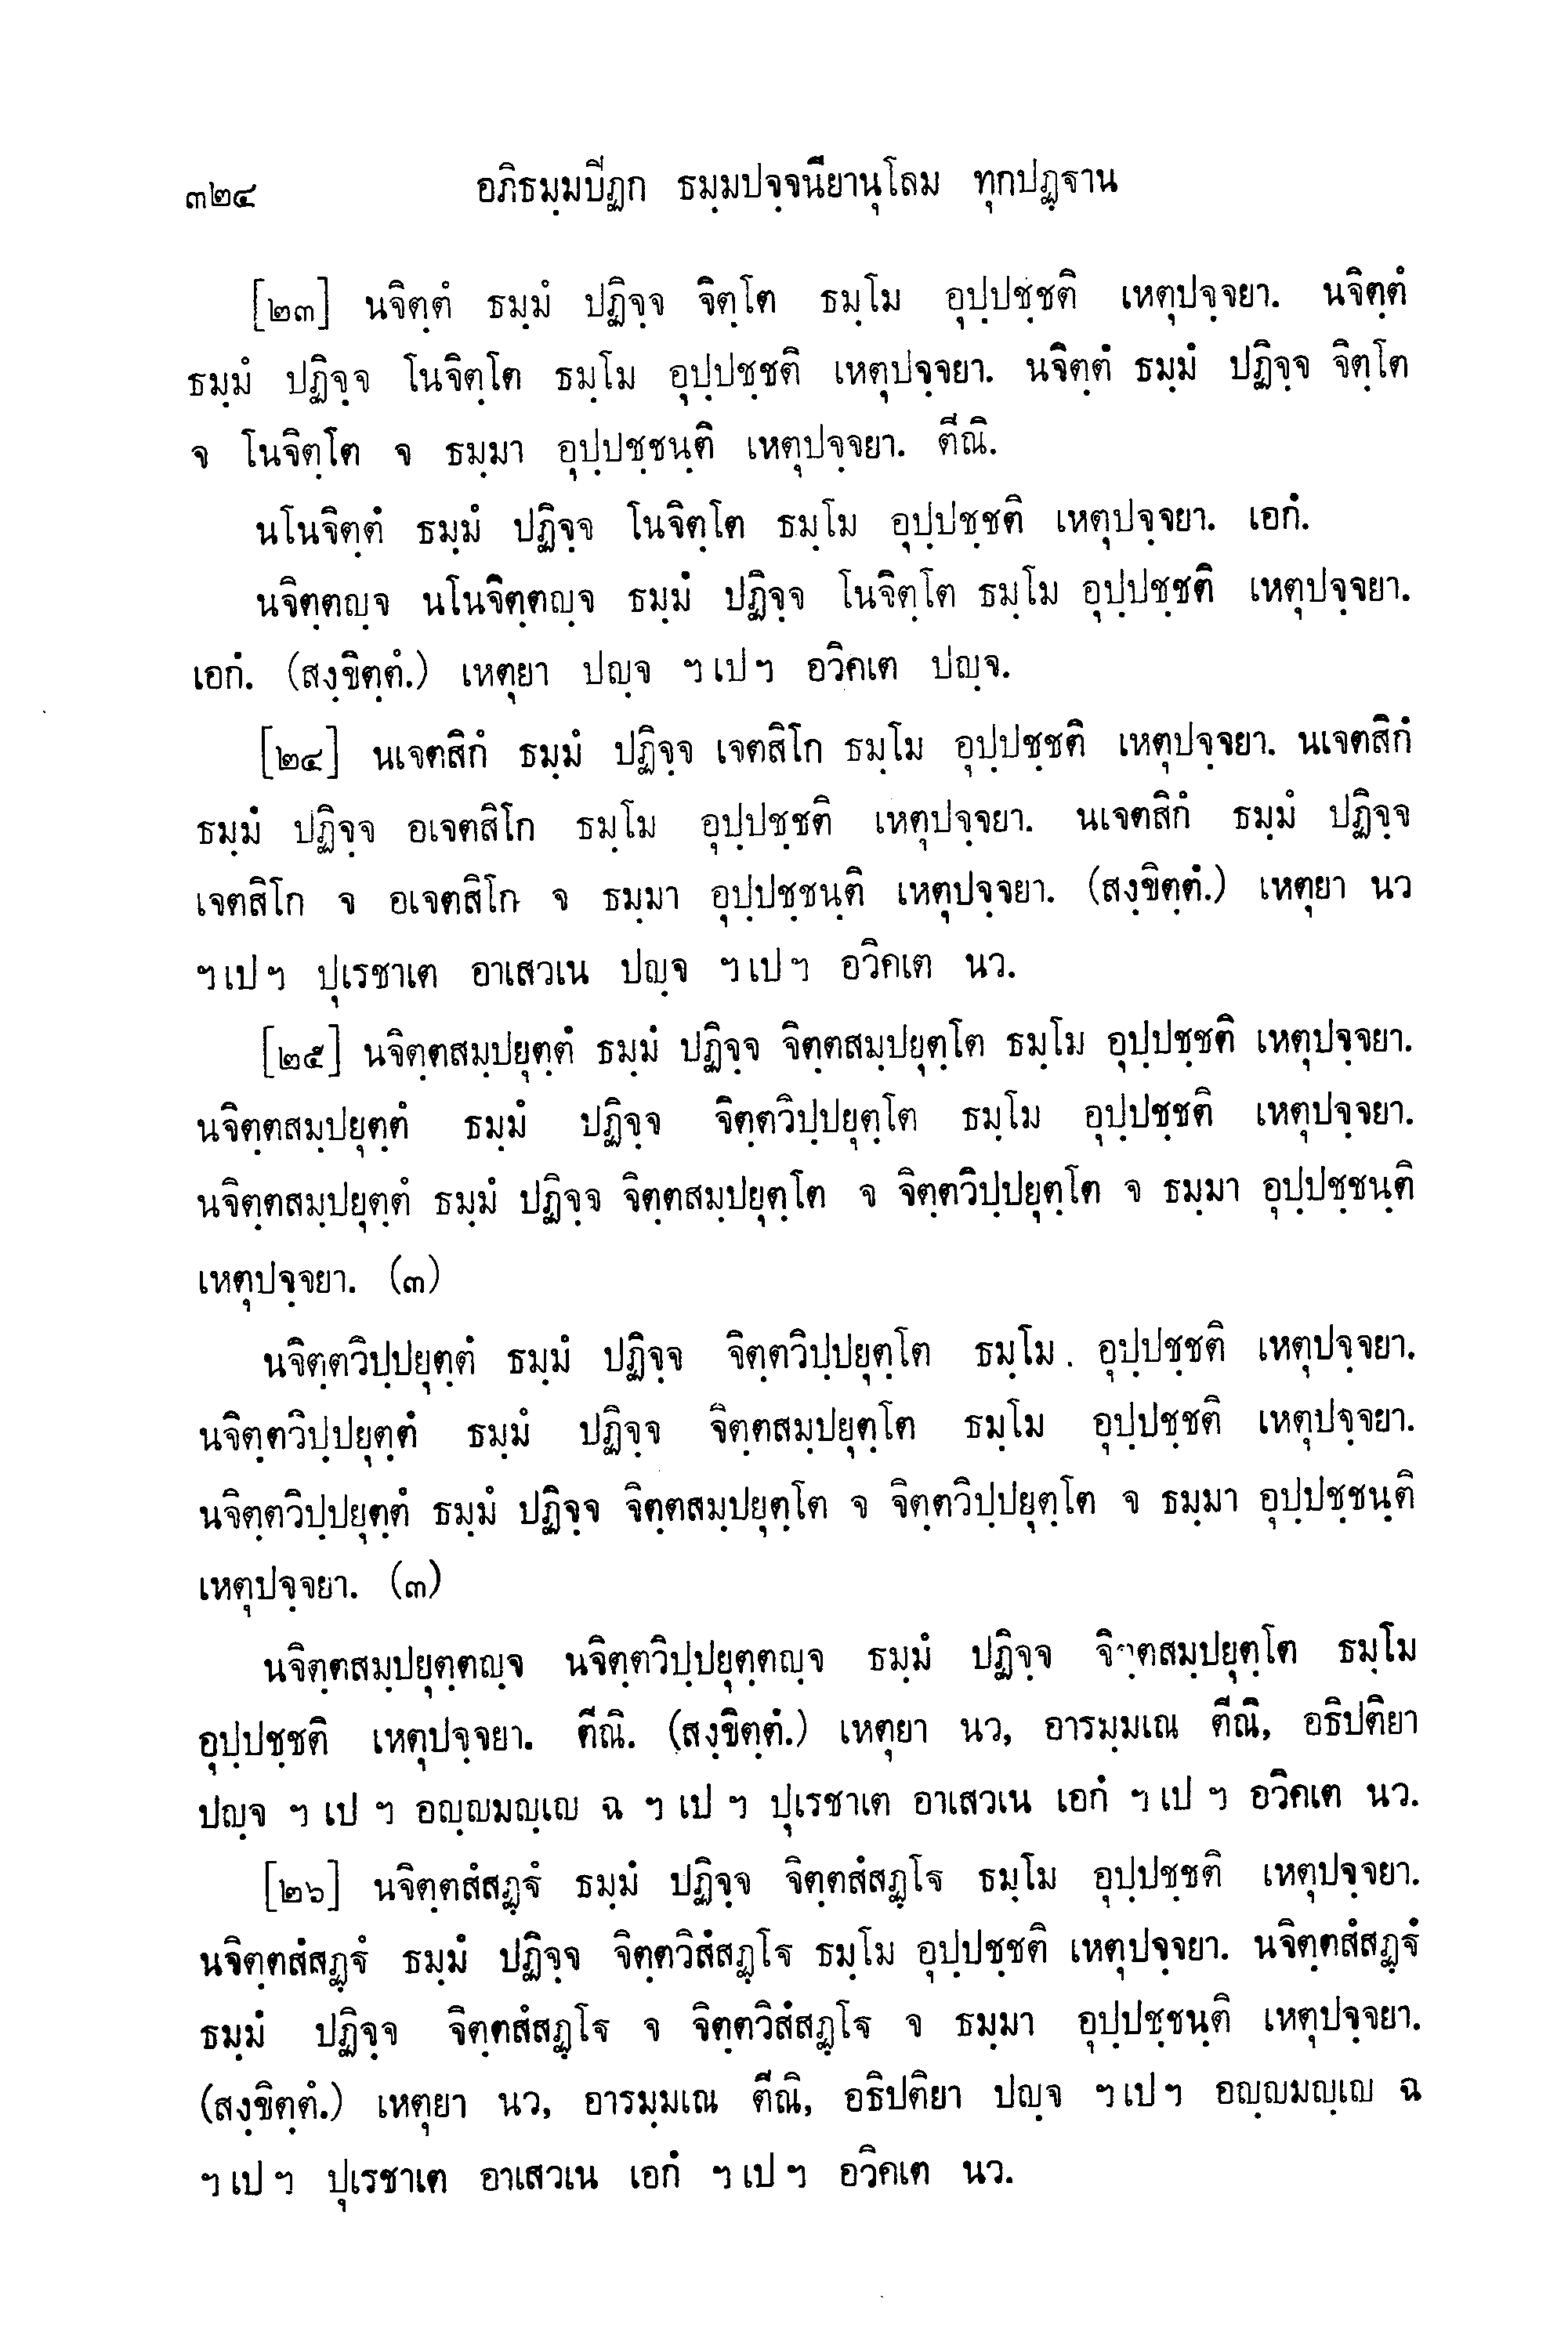 ๓๒๔ อภิธมฺมปีฏก ธมฺมปจฺจนียานุโลม ทุกปฏฺฐาน
[๒๓] นจิตฺตํ ธมฺมํ ปฏิจฺจ จิตฺโต ธมฺโม อุปฺปชฺชติ เหตุปจฺจยา. นจิตฺตํ
ธมฺมํ ปฏิจฺจ โนจิตฺโต ธมฺโม อุปฺปชฺชติ เหตุปจฺจยา. นจิตฺตํ ธมฺมํ ปฏิจฺจ จิตฺโต
จ โนจิตฺโต จ ธมฺมา อุปฺปชฺชนฺติ เหตุปจฺจยา. ตีณิ.
นโนจิตฺตํ ธมฺมํ ปฏิจฺจ โนจิตฺโต ธมฺโม อุปฺปชฺชติ เหตุปจฺจยา. เอกํ.
นจิตฺตญฺจ นโนจิตฺตญฺจ ธมฺมํ ปฏิจฺจ โนจิตฺโต ธมฺโม อุปฺปชฺชติ เหตุปจฺจยา.
เอกํ. (สงฺขิตฺตํ.) เหตุยา ปญฺจ ฯ เป ฯ อวิคเต ปญฺจ.
[๒๔] นเจตสิกํ ธมฺมํ ปฏิจฺจ เจตสิโก ธมฺโม อุปฺปชฺชติ เหตุปจฺจยา. นเจตสิกํ
ธมฺมํ ปฏิจฺจ อเจตสิโก ธมฺโม อุปฺปชฺชติ เหตุปจฺจยา. นเจตสิกํ ธมฺมํ ปฏิจฺจ
เจตสิโก จ อเจตสิโก จ ธมฺมา อุปฺปชฺชนฺติ เหตุปจฺจยา. (สงฺขิตฺตํ.) เหตุยา นว
ฯ เป ฯ ปุเรชาเต อาเสวเน ปญฺจ ฯ เป ฯ อวิคเต นว.
[๒๕] นจิตฺตสมฺปยุตฺตํ ธมฺมํ ปฏิจฺจ จิตฺตสมฺปยุตฺโต ธมฺโม อุปฺปชฺชติ เหตุปจฺจยา.
นจิตฺตสมฺปยุตฺตํ ธมฺมํ ปฏิจฺจ จิตฺตวิปฺปยุตฺโต ธมฺโม อุปฺปชฺชติ เหตุปจฺจยา.
นจิตฺตสมฺปยุตฺตํ ธมฺมํ ปฏิจฺจ จิตฺตสมฺปยุตฺโต จ จิตฺตวิปฺปยุตฺโต จ ธมฺมา อุปฺปชฺชนฺติ
เหตุปจฺจยา. (๓)
นจิตฺตวิปฺปยุตฺตํ ธมฺมํ ปฏิจฺจ จิตฺตวิปฺปยุตฺโต ธมฺโม อุปฺปชฺชติ เหตุปจฺจยา.
นจิตฺตวิปฺปยุตฺตํ ธมฺมํ ปฏิจฺจ จิตฺตสมฺปยุตฺโต ธมฺโม อุปฺปชฺชติ เหตุปจฺจยา.
นจิตฺตวิปฺปยุตฺตํ ธมฺมํ ปฏิจฺจ จิตฺตสมฺปยุตฺโต จ จิตฺตวิปฺปยุตฺโต จ ธมฺมา อุปฺปชฺชนฺติ
เหตุปจฺจยา. (๓)
นจิตฺตสมฺปยุตฺตญฺจ นจิตฺตวิปฺปยุตฺตญฺจ ธมฺมํ ปฏิจฺจ จิตฺตสมฺปยุตฺโต ธมฺโม
อุปฺปชฺชติ เหตุปจฺจยา. ตีณิ. (สงฺขิตฺตํ.) เหตุยา นว, อารมฺมเณ ตีณิ, อธิปติยา
ปญฺจ ฯ เป ฯ อญฺญมญฺเญ ฉ ฯ เป ฯ ปุเรชาเต อาเสวเน เอกํ ฯ เป ฯ อวิคเต นว.
[๒๖] นจิตฺตสํสฏฺฐํ ธมฺมํ ปฏิจฺจ จิตฺตสํสฏฺโฐ ธมฺโม อุปฺปชฺชติ เหตุปจฺจยา.
นจิตฺตสํสฏฺฐํ ธมฺมํ ปฏิจฺจ จิตฺตวิสํสฏฺโฐ ธมฺโม อุปฺปชฺชติ เหตุปจฺจยา. นจิตฺตสํสฏฺฐํ
ธมฺมํ ปฏิจฺจ จิตฺตสํสฏฺโฐ จ จิตฺตวิสํสฏฺโฐ จ ธมฺมา อุปฺปชฺชนฺติ เหตุปจฺจยา.
(สงฺขิตฺตํ.) เหตุยา นว, อารมฺมเณ ตีณิ, อธิปติยา ปญฺจ ฯ เป ฯ อญฺญมญฺเญ ฉ
ฯ เป ฯ ปุเรชาเต อาเสวเน เอกํ ฯ เป ฯ อวิคเต นว.